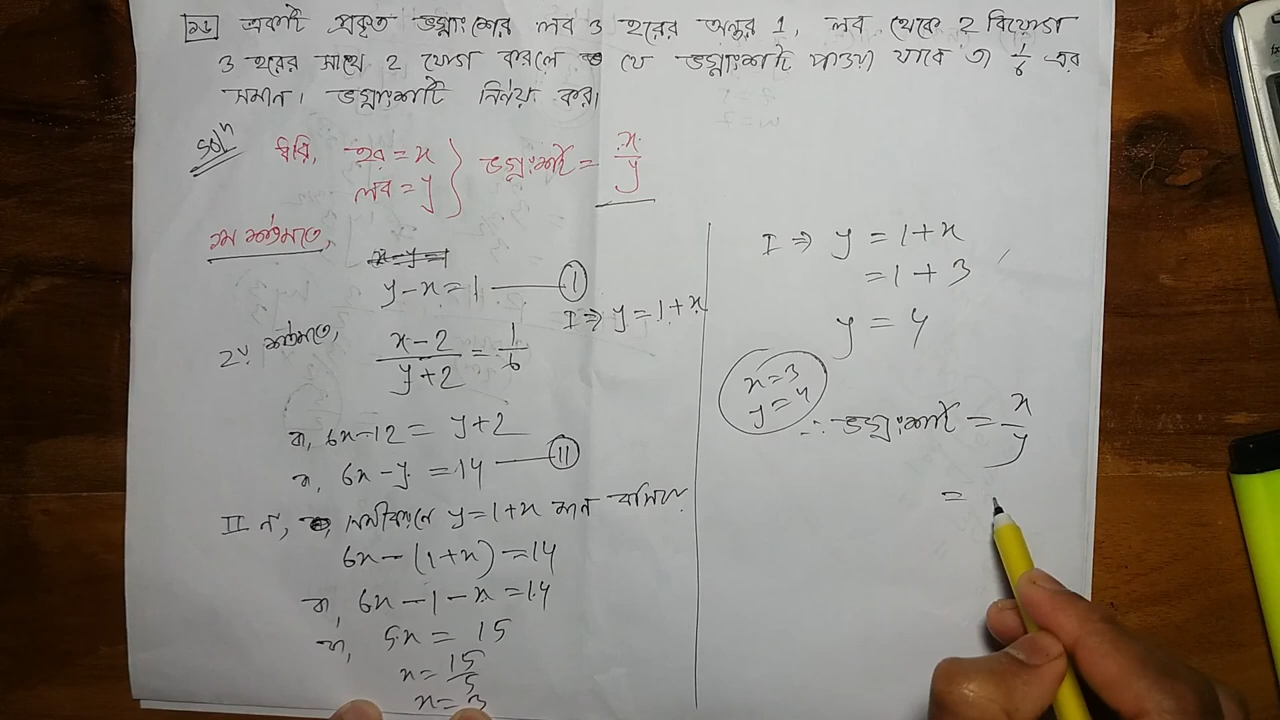 একটি প্রকৃত ভগ্নাংশের লব ও হরের অন্তর 1, লব থেকে 2 বিয়োগ
ও হরের সাথে 2 যোগ করলে যে ভগ্নাংশটি পাওয়া যাবে তা 1/6 এর
সমান। ভগ্নাংশটি নির্ণয় কর।
Solⁿ
ধরি, হর = x
লব = y } ভগ্নাংশটি = x/y
১ম শর্তমতে,
y-x=1 —— I
I ⇒ y=1+x
2য় শর্তমতে,
x-2/y+2 = 1/6
বা, 6x-12 = y+2
বা, 6x-y = 14 —— II
II নং সমীকরণে y=1+x মান বসিয়ে
6x-(1+x) = 14
বা, 6x-1-x = 14
বা, 5x = 15
x = 15/5
x = 3
I ⇒ y = 1+x
= 1+3
y = 4
x=3
y=4
∴ ভগ্নাংশটি = x/y
=